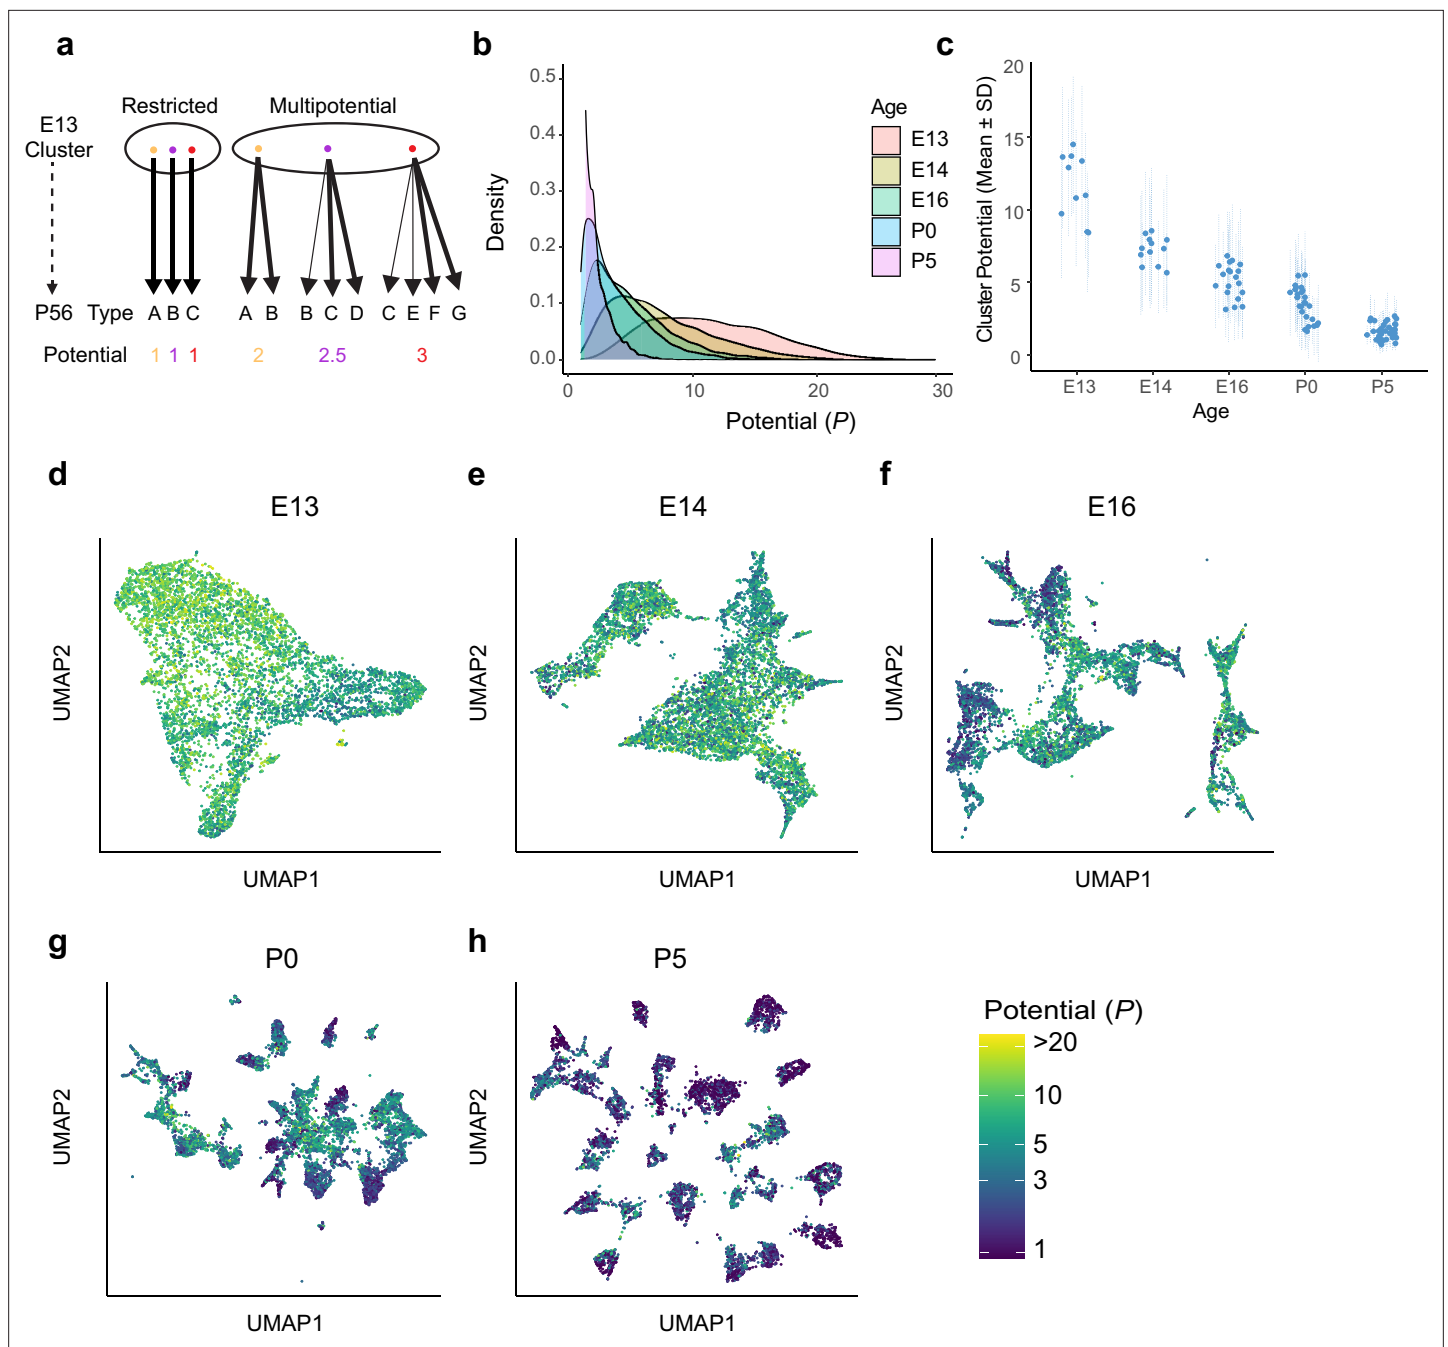 a
Restricted
Multipotential
E13
Cluster
P56
Type
A B C
A B
B C D
C E F G
Potential
1 1 1
2
2.5
3
b
Density
0.5
0.4
0.3
0.2
0.1
0.0
0
10
20
30
Potential (P)
Age
E13
E14
E16
P0
P5
c
Cluster Potential (Mean ± SD)
20
15
10
5
0
E13
E14
E16
P0
P5
Age
d
E13
UMAP2
UMAP1
e
E14
UMAP2
UMAP1
f
E16
UMAP2
UMAP1
g
P0
UMAP2
UMAP1
h
P5
UMAP2
UMAP1
Potential (P)
>20
10
5
3
1